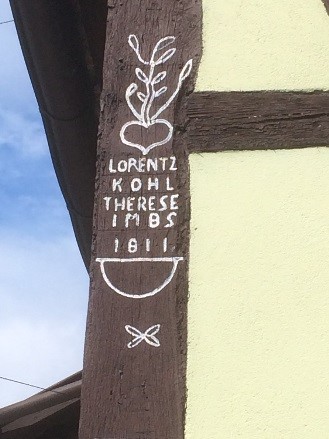 LORENTZ
KOHL
THERESE
IMBS
1811